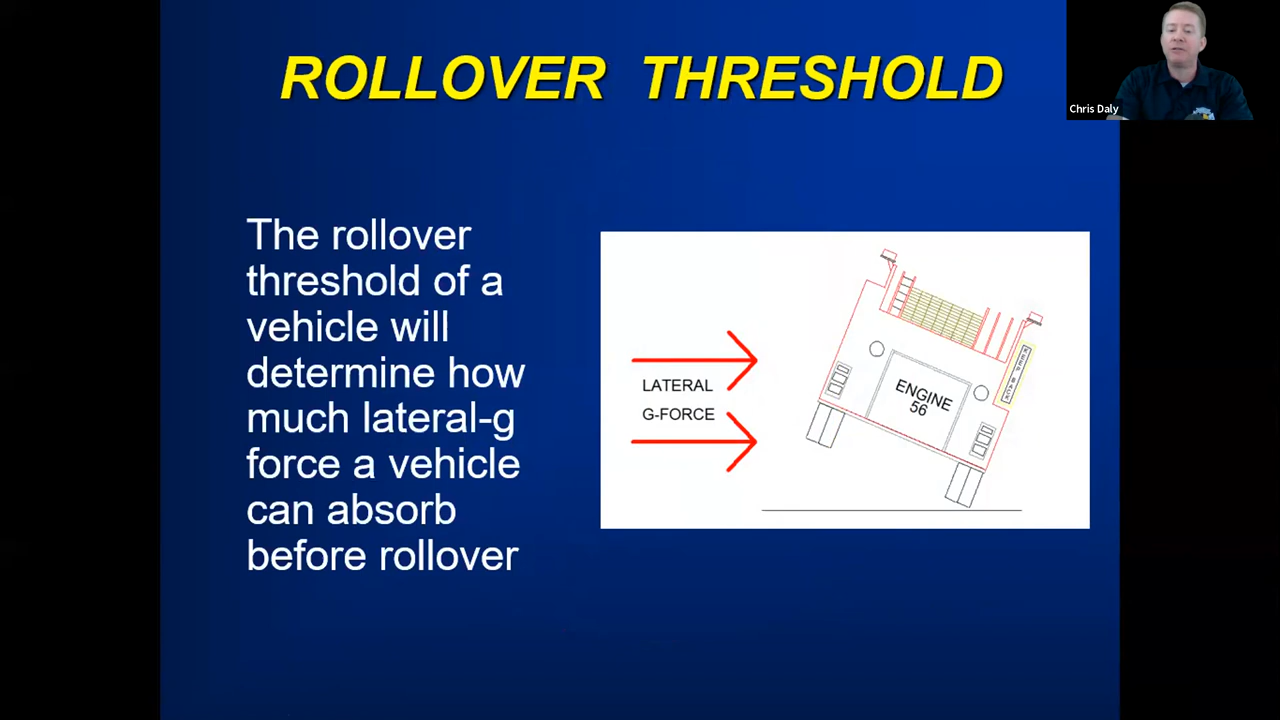 ROLLOVER THRESHOLD
Chris Daly
The rollover
threshold of a
vehicle will
determine how
much lateral-g
force a vehicle
can absorb
before rollover
LATERAL
G-FORCE
ENGINE
56